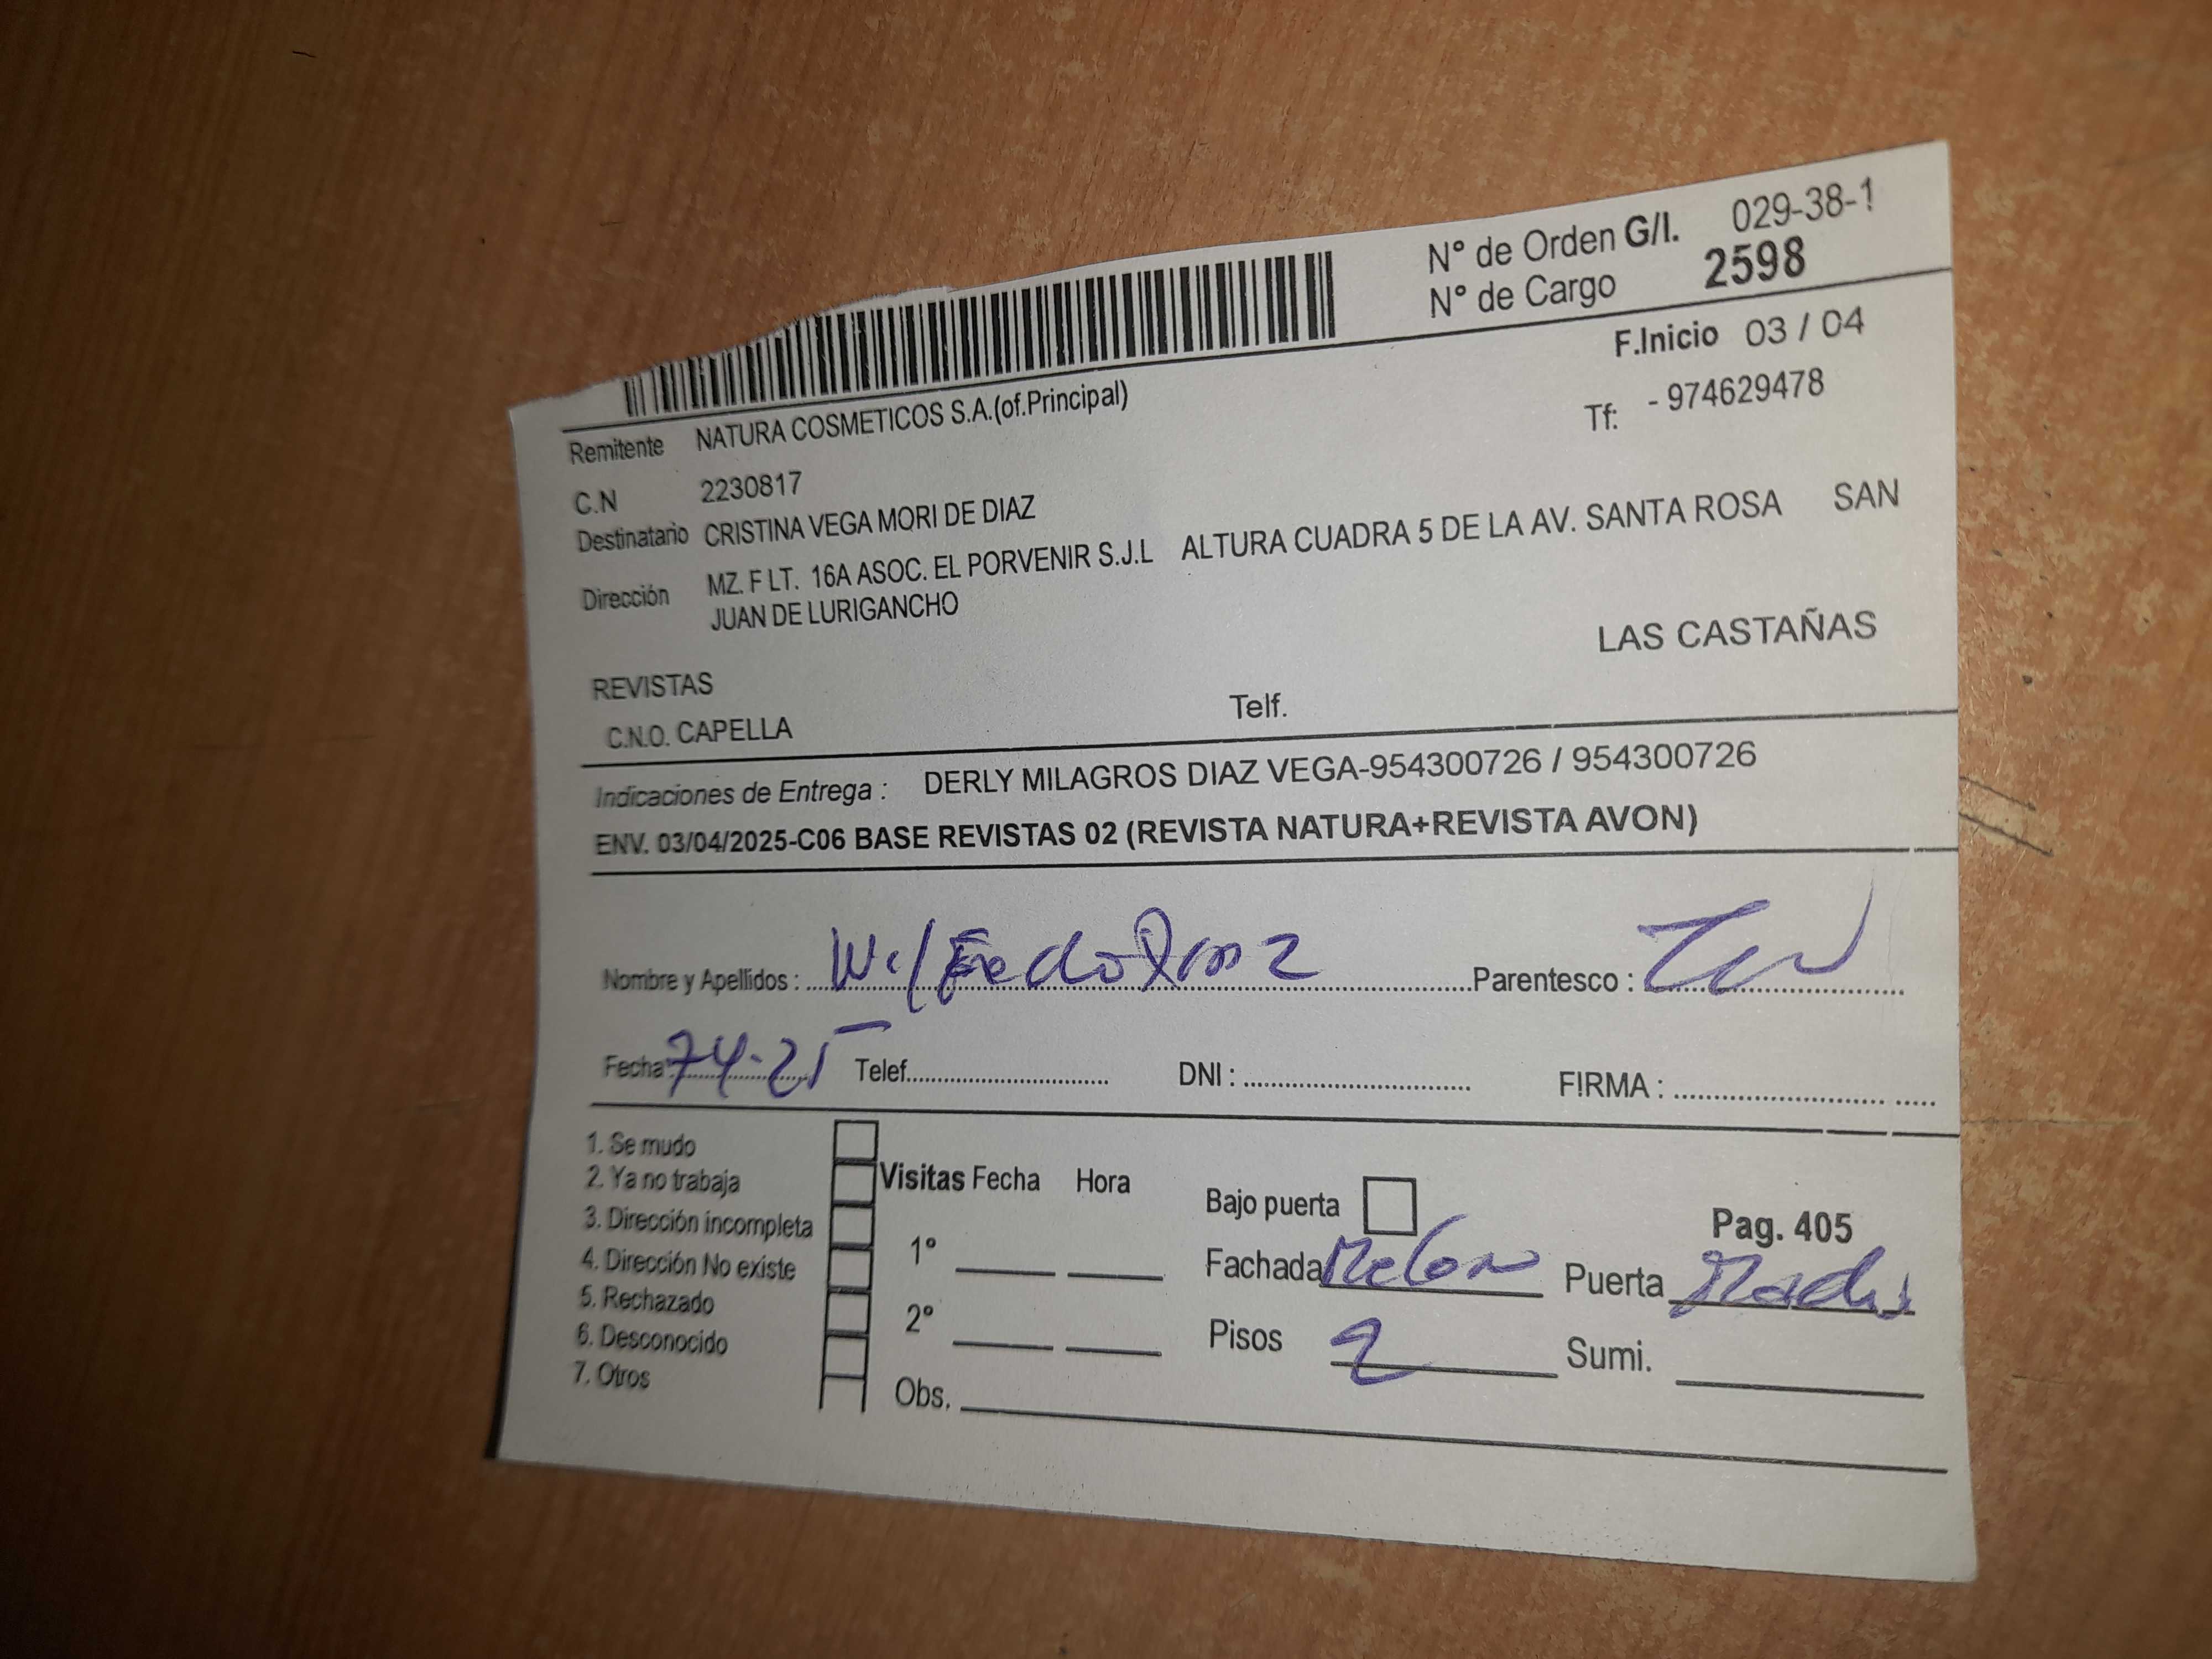 N° de Orden G/I. 029-38-1
N° de Cargo 2598
F.Inicio 03 / 04
Remitente NATURA COSMETICOS S.A.(of.Principal)
Tf: - 974629478
C.N 2230817
Destinatario CRISTINA VEGA MORI DE DIAZ
Dirección MZ. F LT. 16A ASOC. EL PORVENIR S.J.L ALTURA CUADRA 5 DE LA AV. SANTA ROSA SAN
JUAN DE LURIGANCHO
LAS CASTAÑAS
REVISTAS
C.N.O. CAPELLA Telf.
Indicaciones de Entrega : DERLY MILAGROS DIAZ VEGA-954300726 / 954300726
ENV. 03/04/2025-C06 BASE REVISTAS 02 (REVISTA NATURA+REVISTA AVON)
Nombre y Apellidos : Parentesco :
Fecha: 74-25 Telef. DNI : FIRMA :
1. Se mudo
2. Ya no trabaja
3. Dirección incompleta
4. Dirección No existe
5. Rechazado
6. Desconocido
7. Otros
Visitas Fecha Hora
1°
2°
Obs.
Bajo puerta
Pag. 405
Fachada Melon Puerta
Pisos 2 Sumi.